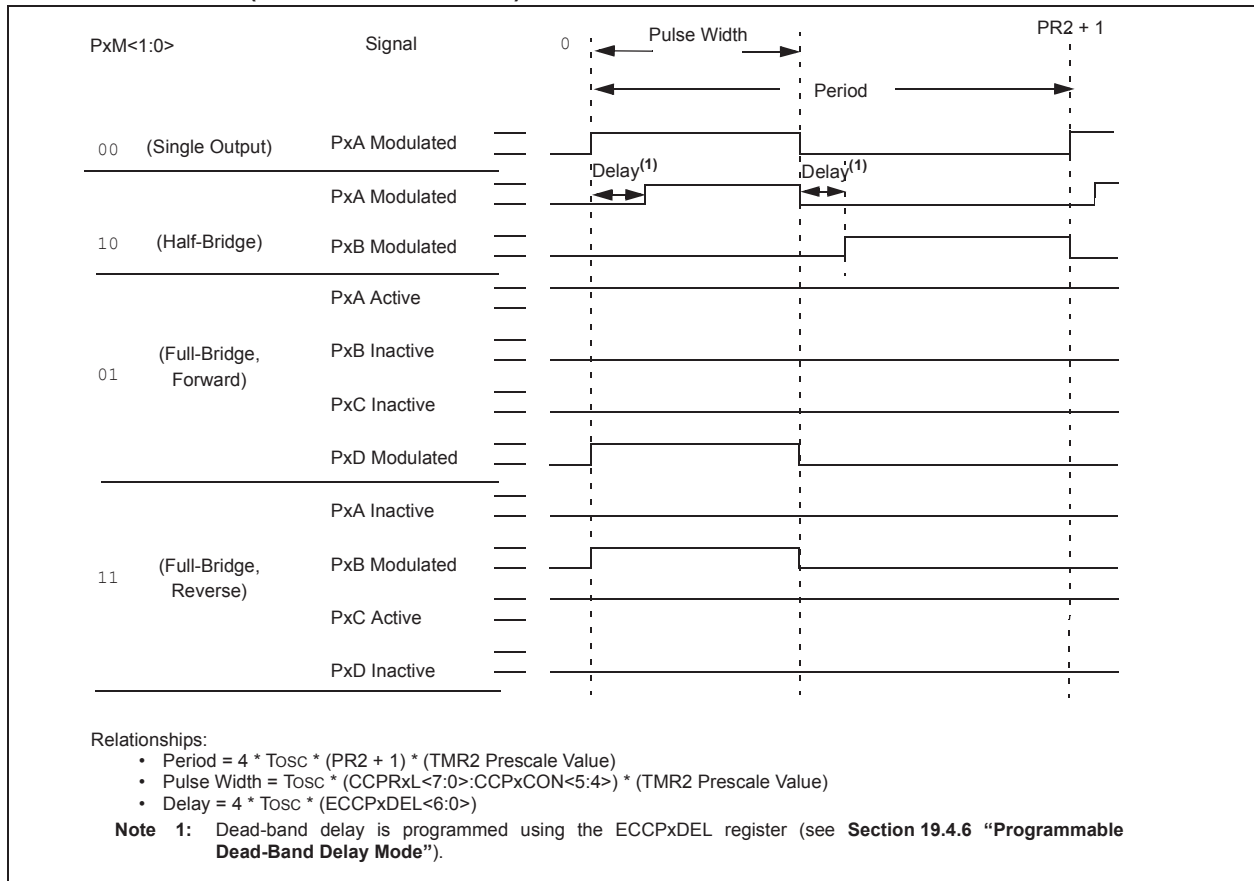 PxM<1:0> Signal 0 Pulse Width PR2 + 1
Period
00 (Single Output) PxA Modulated
Delay(1) Delay(1)
PxA Modulated
10 (Half-Bridge) PxB Modulated
PxA Active
01 (Full-Bridge, Forward) PxB Inactive
PxC Inactive
PxD Modulated
PxA Inactive
11 (Full-Bridge, Reverse) PxB Modulated
PxC Active
PxD Inactive
Relationships:
• Period = 4 * TOSC * (PR2 + 1) * (TMR2 Prescale Value)
• Pulse Width = TOSC * (CCPRxL<7:0>:CCPxCON<5:4>) * (TMR2 Prescale Value)
• Delay = 4 * TOSC * (ECCPxDEL<6:0>)
Note 1: Dead-band delay is programmed using the ECCPxDEL register (see Section 19.4.6 “Programmable
Dead-Band Delay Mode”).